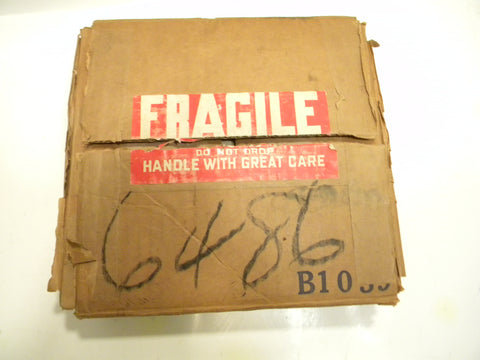 FRAGILE
DO NOT DROP
HANDLE WITH GREAT CARE
6486